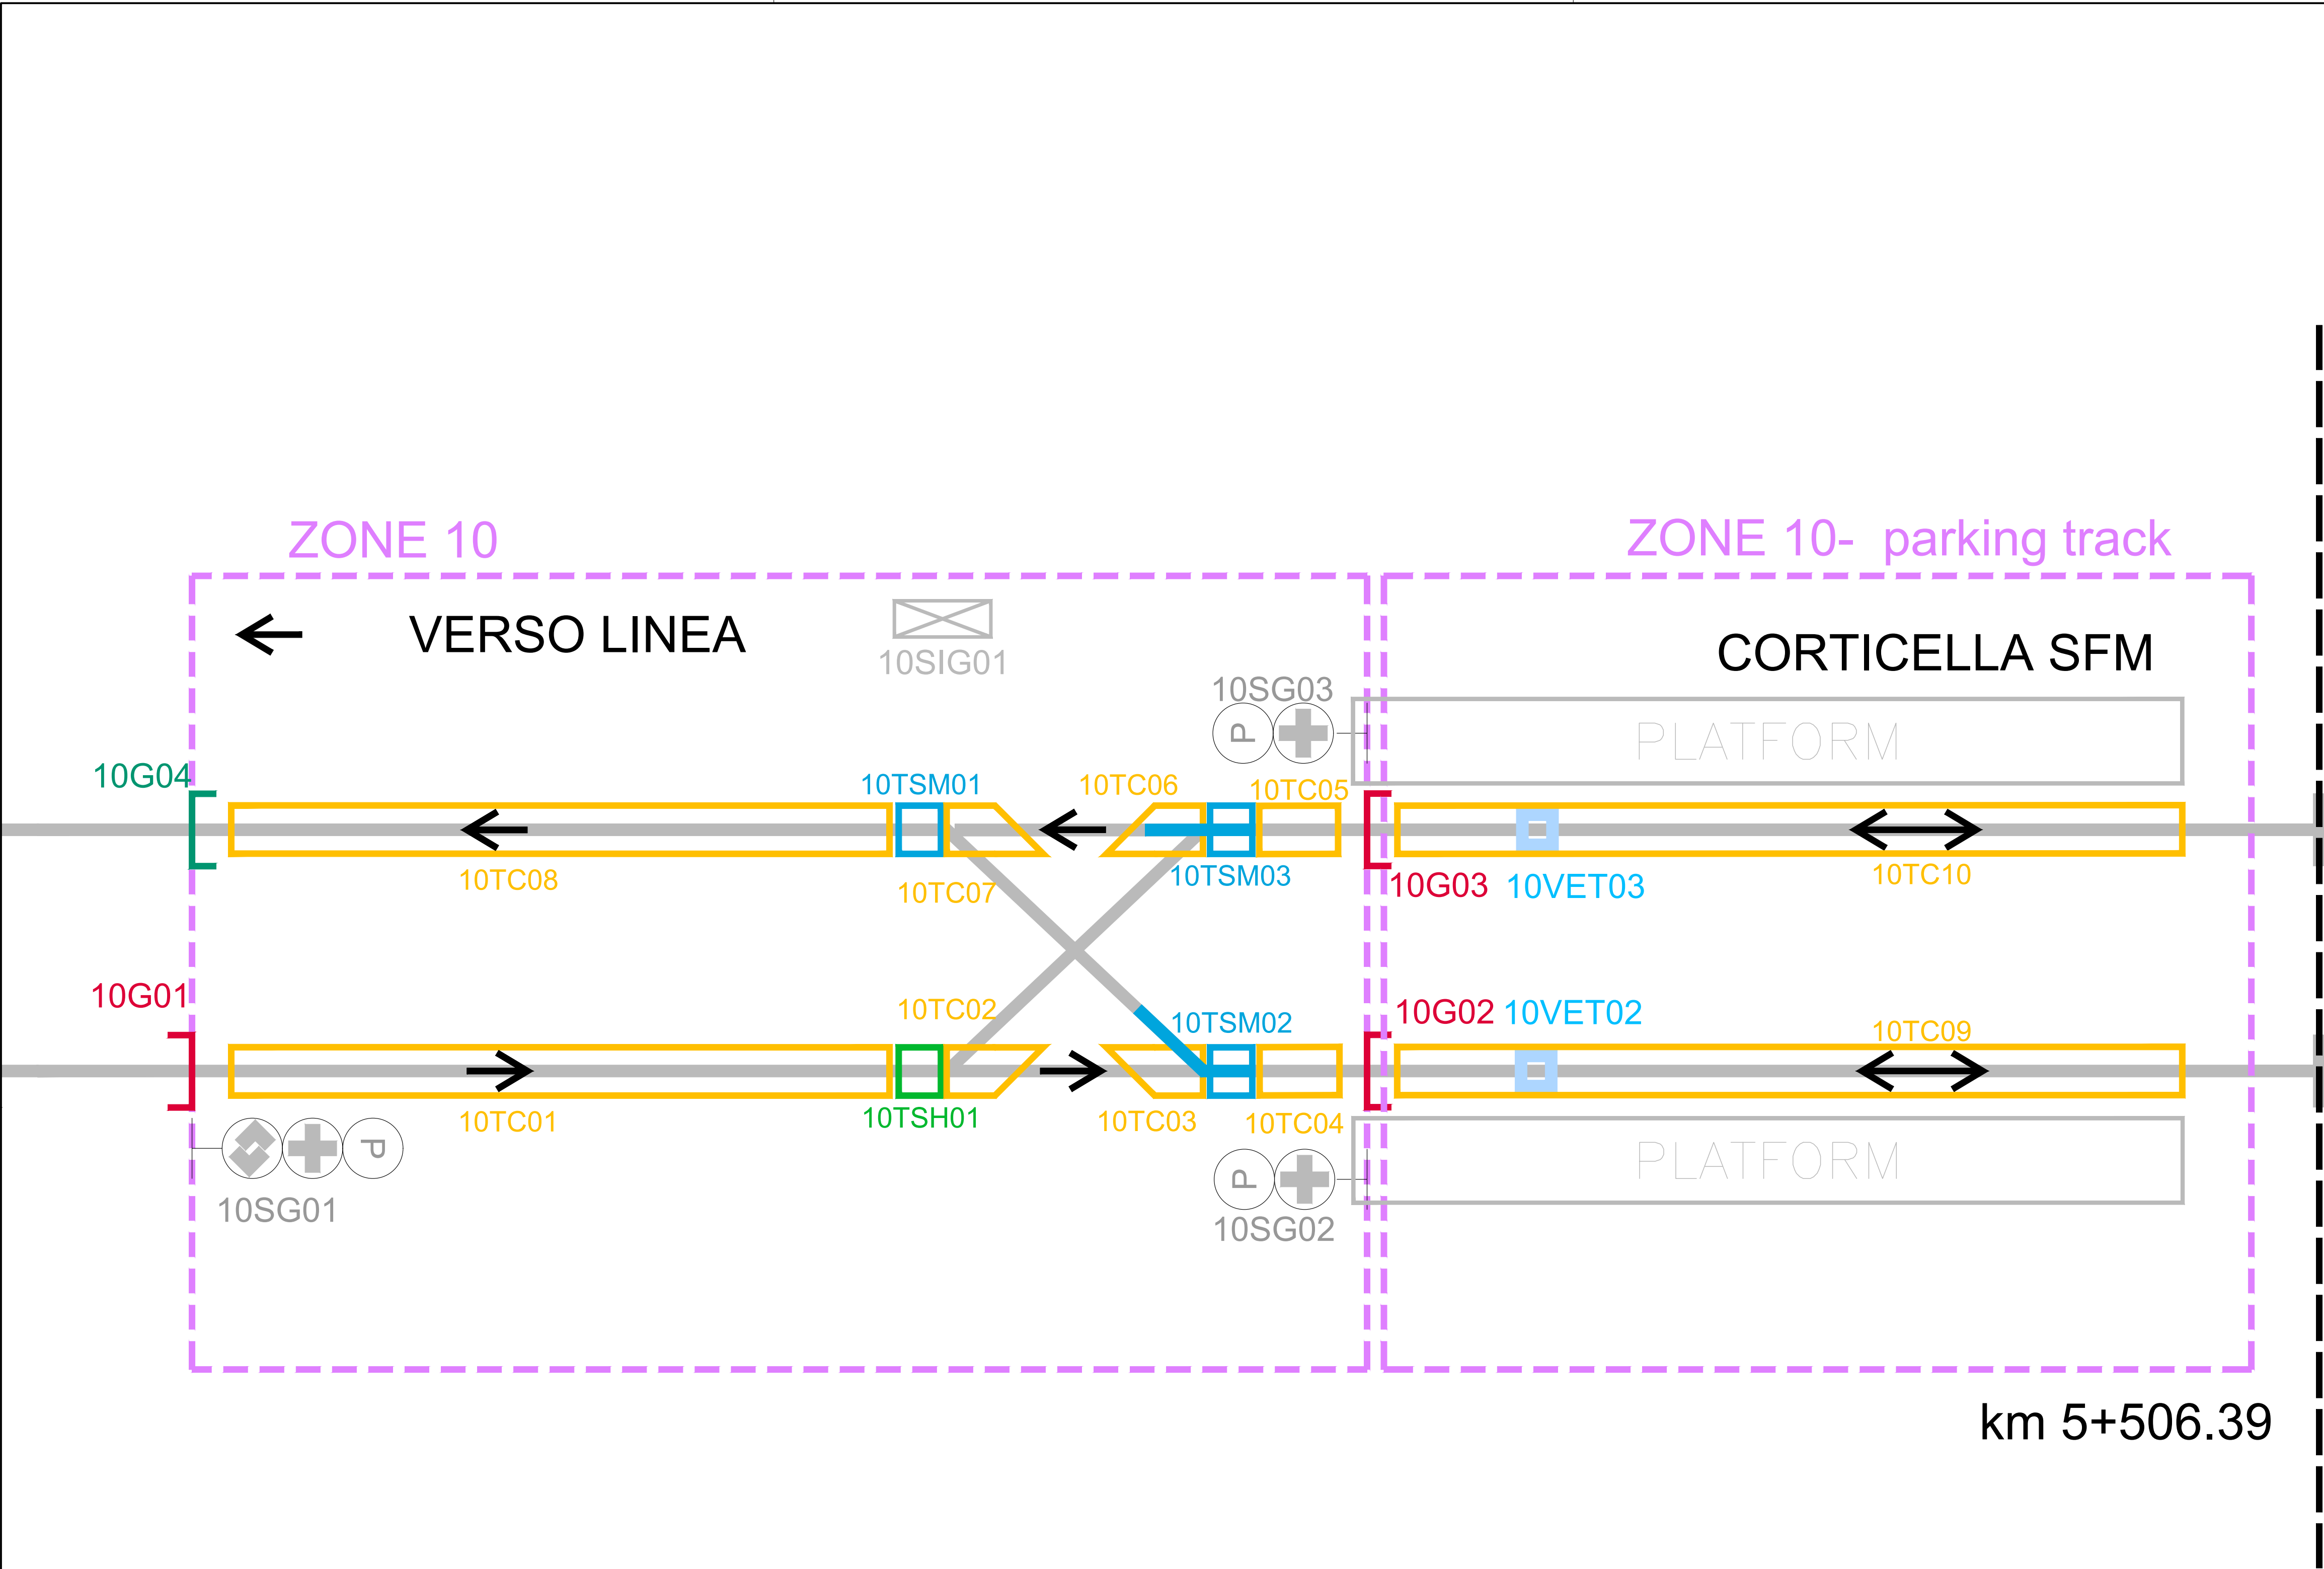 ZONE 10
ZONE 10- parking track
VERSO LINEA
10SIG01
CORTICELLA SFM
10SG03
P
PLATFORM
10G04
10TSM01
10TC06
10TC05
10TC08
10TC07
10TSM03
10G03
10VET03
10TC10
10G01
10TC02
10TSM02
10G02
10VET02
10TC09
10TC01
10TSH01
10TC03
10TC04
P
PLATFORM
P
10SG01
10SG02
km 5+506.39